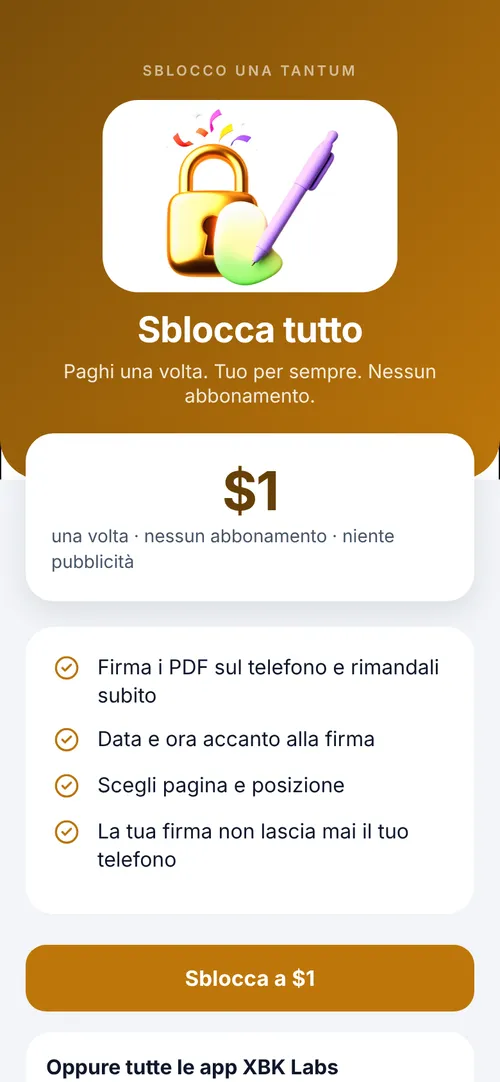 SBLOCCO UNA TANTUM
Sblocca tutto
Paghi una volta. Tuo per sempre. Nessun
abbonamento.
$1
una volta · nessun abbonamento · niente
pubblicità
Firma i PDF sul telefono e rimandali
subito
Data e ora accanto alla firma
Scegli pagina e posizione
La tua firma non lascia mai il tuo
telefono
Sblocca a $1
Oppure tutte le app XBK Labs